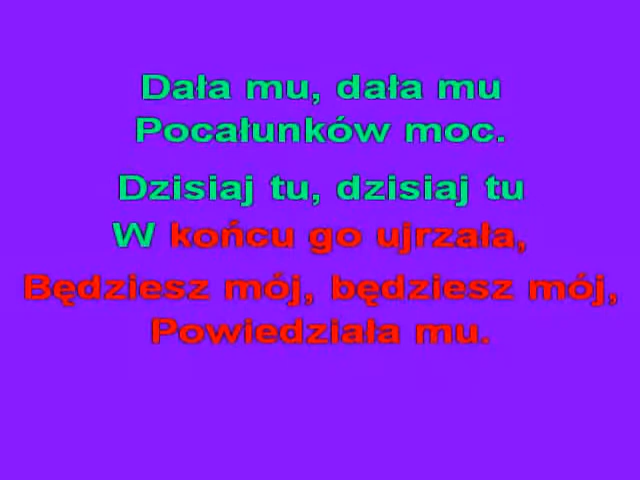 Dała mu, dała mu
Pocałunków moc.
Dzisiaj tu, dzisiaj tu
W końcu go ujrzała,
Będziesz mój, będziesz mój,
Powiedziała mu.